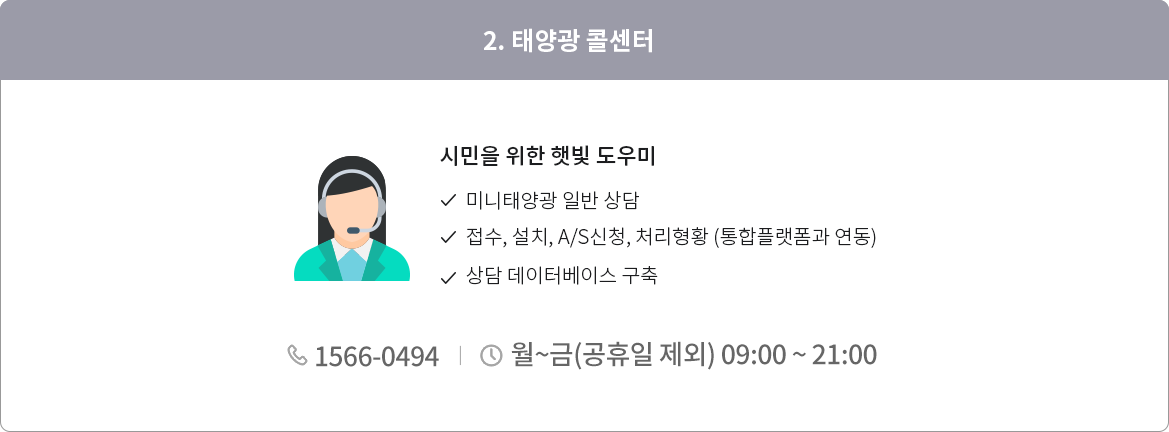 2. 태양광 콜센터
시민을 위한 햇빛 도우미
미니태양광 일반 상담
접수, 설치, A/S신청, 처리형황 (통합플랫폼과 연동)
상담 데이터베이스 구축
1566-0494 | 월~금(공휴일 제외) 09:00 ~ 21:00